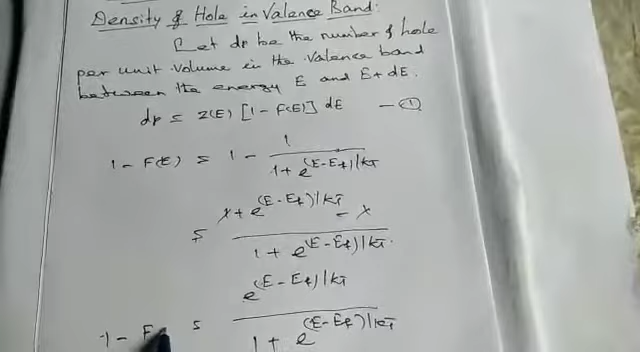 Density of Hole in Valence Band:
Let dp be the number of hole
per unit volume in the valence band
between the energy E and E+dE.
dp = Z(E) [1 - F(E)] dE — ①
1 - F(E) = 1 - 1 / (1 + e^(E-Ef)/kT)
= (1 + e^(E-Ef)/kT - 1) / (1 + e^(E-Ef)/kT)
= e^(E-Ef)/kT / (1 + e^(E-Ef)/kT)